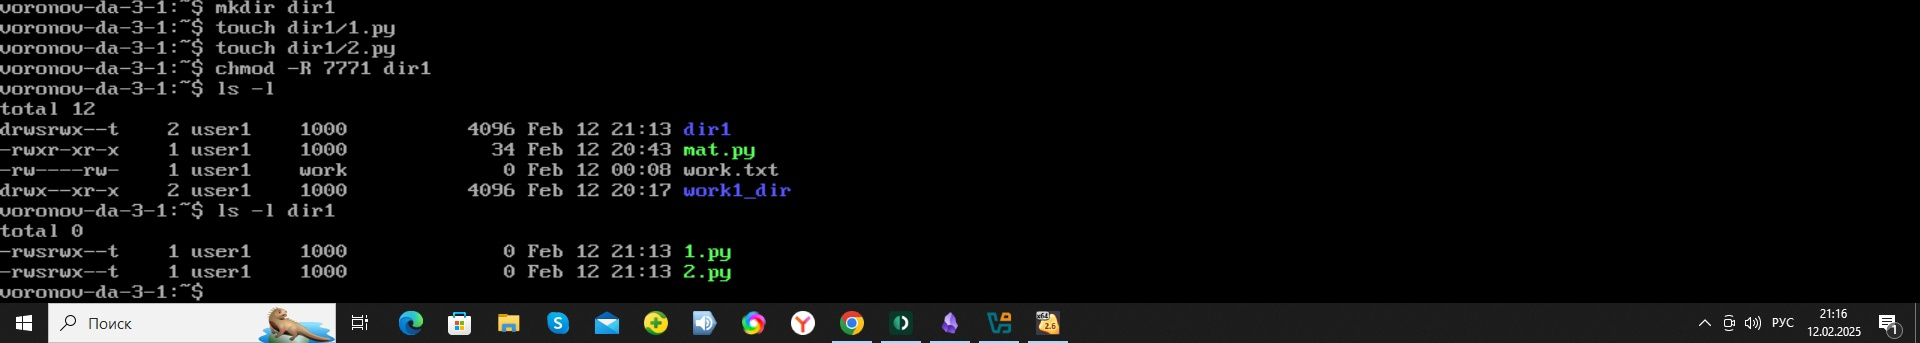 voronov-da-3-1:~$ mkdir dir1
voronov-da-3-1:~$ touch dir1/1.py
voronov-da-3-1:~$ touch dir1/2.py
voronov-da-3-1:~$ chmod -R 7771 dir1
voronov-da-3-1:~$ ls -l
total 12
drwsrwx--t    2 user1    1000          4096 Feb 12 21:13 dir1
-rwxr-xr-x    1 user1    1000            34 Feb 12 20:43 mat.py
-rw----rw-    1 user1    work             0 Feb 12 00:08 work.txt
drwx--xr-x    2 user1    1000          4096 Feb 12 20:17 work1_dir
voronov-da-3-1:~$ ls -l dir1
total 0
-rwsrwx--t    1 user1    1000             0 Feb 12 21:13 1.py
-rwsrwx--t    1 user1    1000             0 Feb 12 21:13 2.py
voronov-da-3-1:~$
Поиск
x64
2.6
РУС
21:16
12.02.2025
1